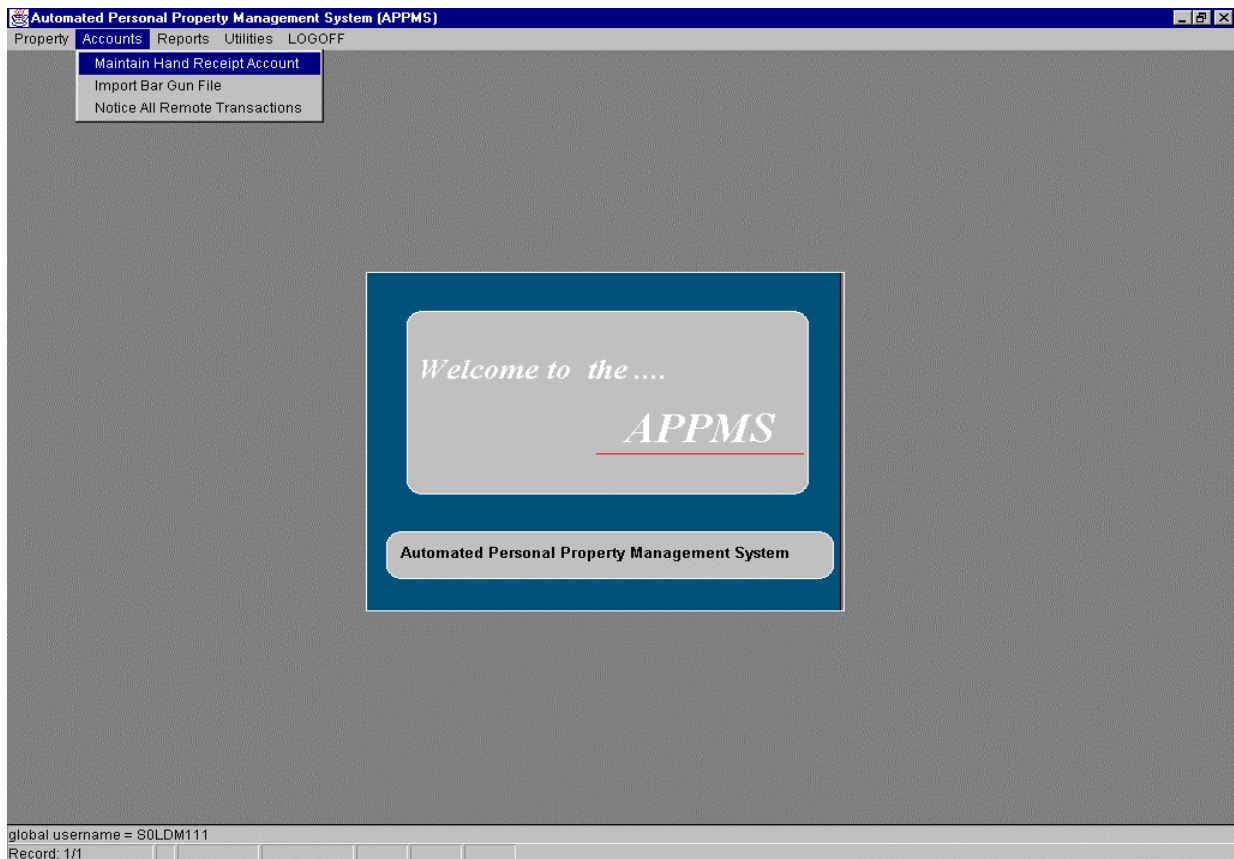 Automated Personal Property Management System (APPMS)
Property Accounts Reports Utilities LOGOFF
Maintain Hand Receipt Account
Import Bar Gun File
Notice All Remote Transactions
Welcome to the ....
APPMS
Automated Personal Property Management System
global username = S0LDM111
Record: 1/1